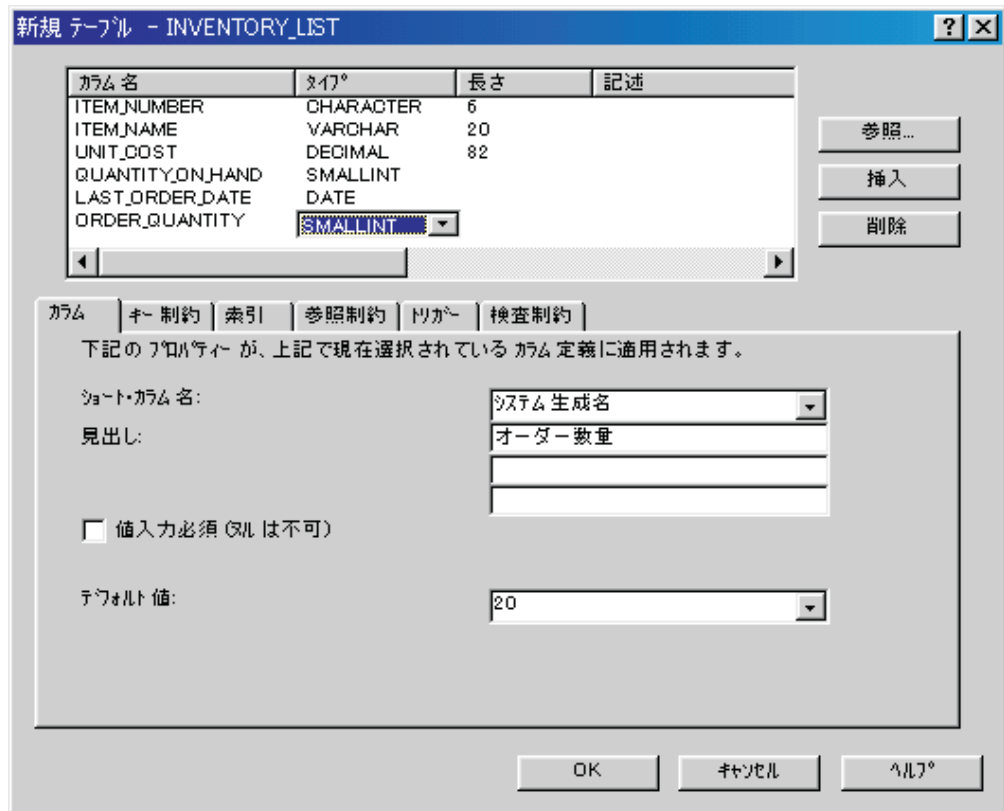 新規 ﾃｰﾌﾞﾙ - INVENTORY_LIST
ｶﾗﾑ 名 ﾀｲﾌﾟ 長さ 記述
ITEM_NUMBER CHARACTER 6
ITEM_NAME VARCHAR 20
UNIT_COST DECIMAL 82
QUANTITY_ON_HAND SMALLINT
LAST_ORDER_DATE DATE
ORDER_QUANTITY SMALLINT
参照...
挿入
削除
ｶﾗﾑ ｷｰ 制約 索引 参照制約 ﾄﾘｶﾞｰ 検査制約
下記の ﾌﾟﾛﾊﾟﾃｨｰ が、上記で現在選択されている ｶﾗﾑ 定義に適用されます。
ｼｮｰﾄ･ｶﾗﾑ 名: ｼｽﾃﾑ 生成名
見出し: オーダー数量
値入力必須 (ﾇﾙ は不可)
ﾃﾞﾌｫﾙﾄ 値: 20
OK ｷｬﾝｾﾙ ﾍﾙﾌﾟ